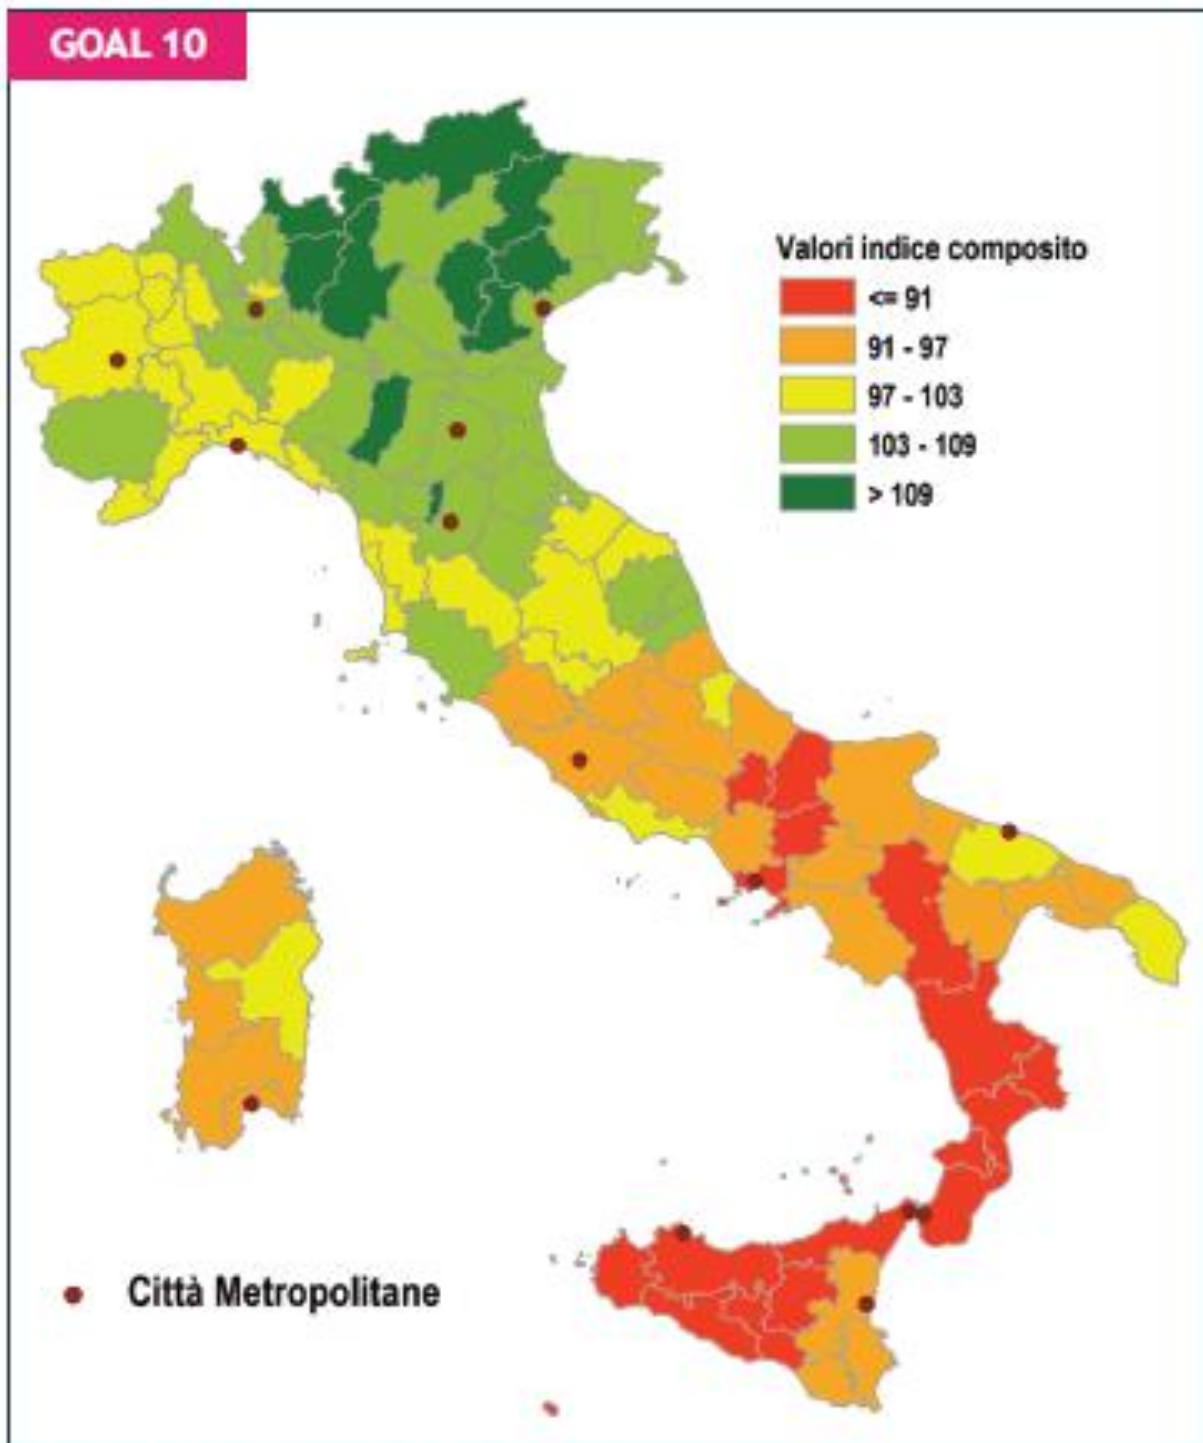 GOAL 10
Valori indice composito
<= 91
91 - 97
97 - 103
103 - 109
> 109
Città Metropolitane